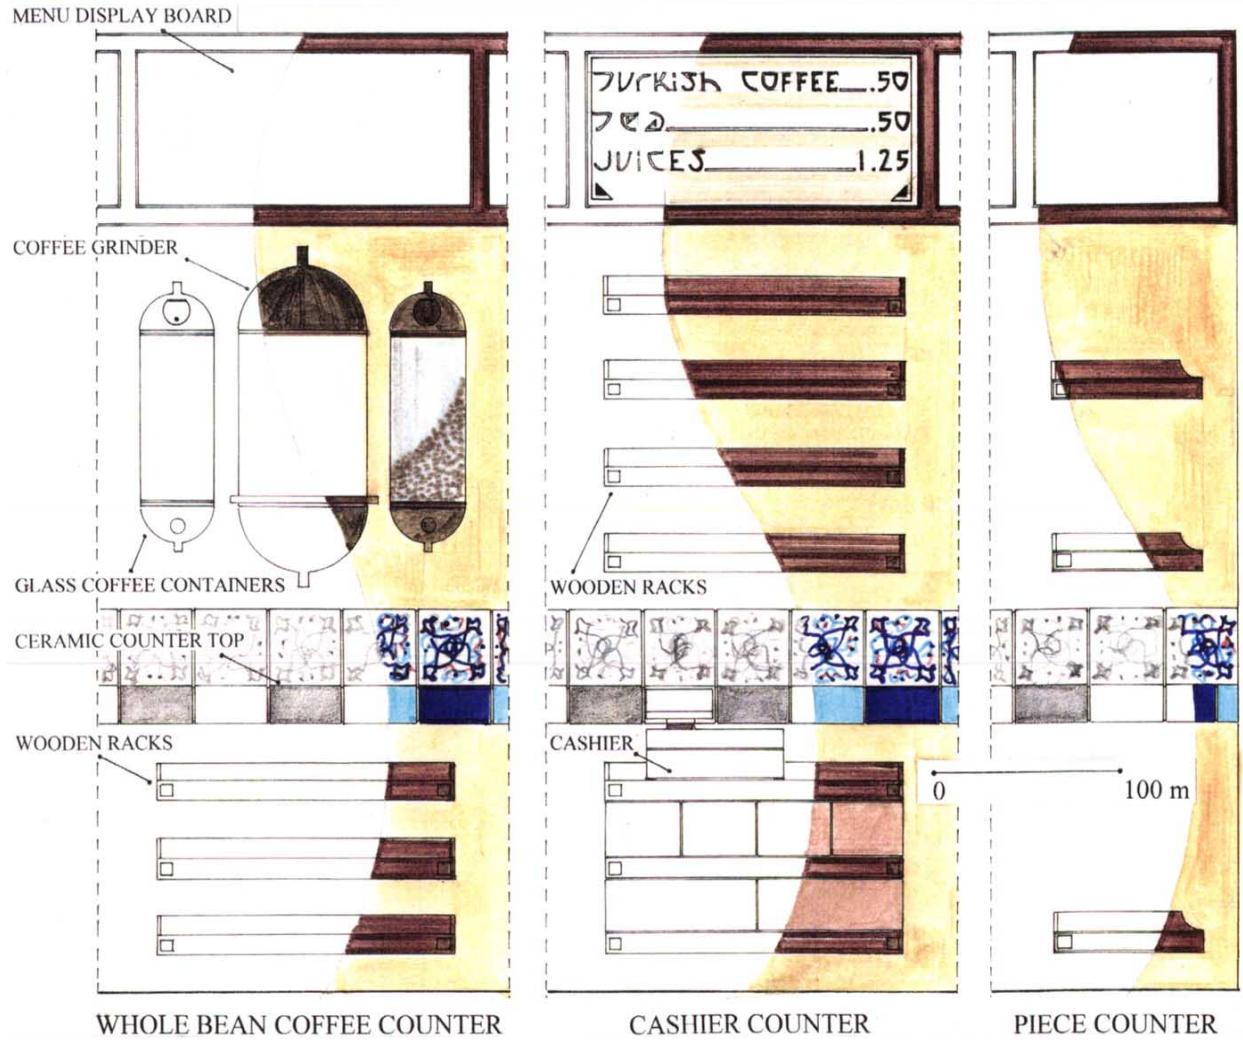 MENU DISPLAY BOARD
TURKISH COFFEE .50
TEA .50
JUICES 1.25
COFFEE GRINDER
GLASS COFFEE CONTAINERS
WOODEN RACKS
CERAMIC COUNTER TOP
WOODEN RACKS
CASHIER
0 100 m
WHOLE BEAN COFFEE COUNTER
CASHIER COUNTER
PIECE COUNTER